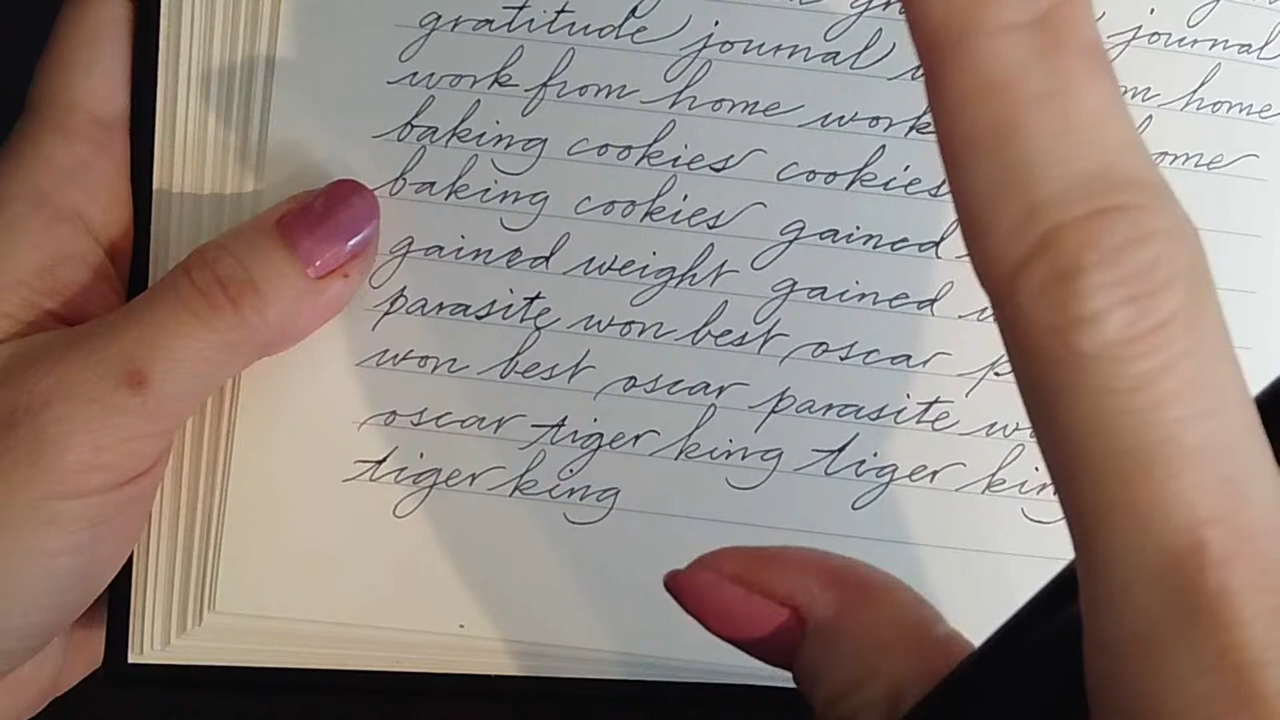 gratitude journal journal
work from home work home
baking cookies cookies home
baking cookies gained
gained weight gained
parasite won best oscar
won best oscar parasite
oscar tiger king tiger king
tiger king